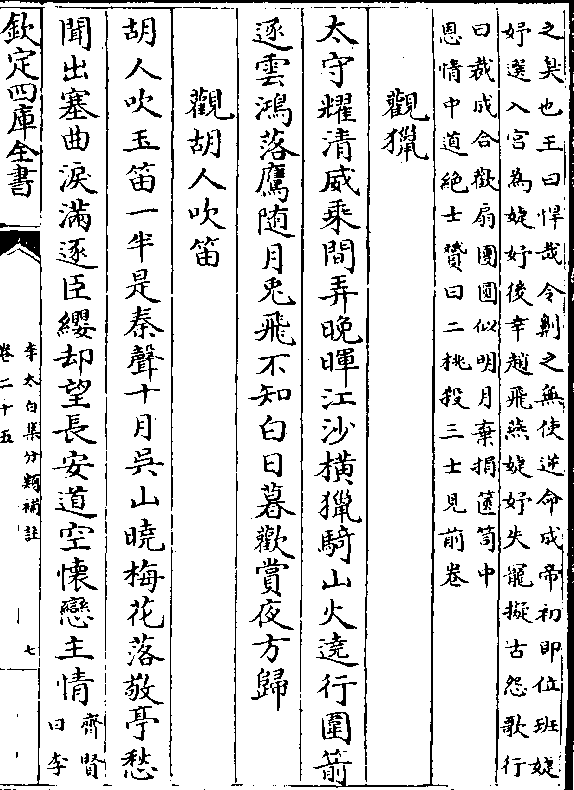 之矣也王曰悍哉令劓之無使逆命成帝初即位班婕
妤選入宮為婕妤後幸趙飛燕婕妤失寵擬古怨歌行
曰裁成合歡扇團圓似明月棄捐篋笥中
恩情中道絶士贇曰二桃投三士見前卷
觀獵
太守耀清威乘間弄晚暉江沙橫獵騎山火遶行圍箭
逐雲鴻落鷹随月兎飛不知白日暮歡賞夜方歸
觀胡人吹笛
胡人吹玉笛一半是秦聲十月吳山曉梅花落敬亭愁
聞出塞曲淚滿逐臣纓却望長安道空懷戀主情齊賢
曰李
欽定四庫全書
李太白集分類補註
卷二十五
七